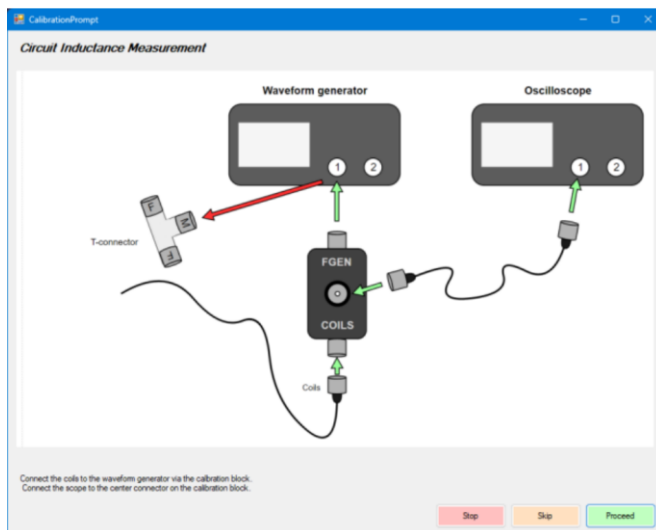 CalibrationPrompt
Circuit Inductance Measurement
Waveform generator
Oscilloscope
1 2
1 2
F
M
F
T-connector
FGEN
COILS
Coils
Connect the coils to the waveform generator via the calibration block.
Connect the scope to the center connector on the calibration block.
Stop Skip Proceed